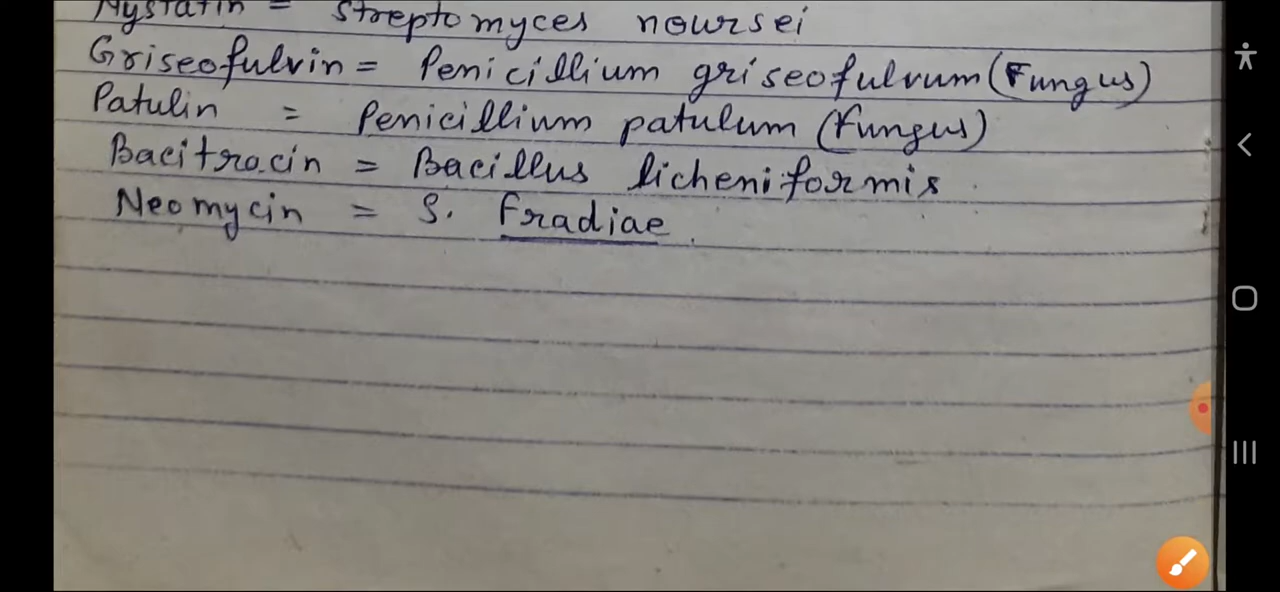 Nystatin = Streptomyces noursei
Griseofulvin = Penicillium griseofulvum (Fungus)
Patulin = Penicillium patulum (Fungus)
Bacitracin = Bacillus licheniformis
Neomycin = S. Fradiae